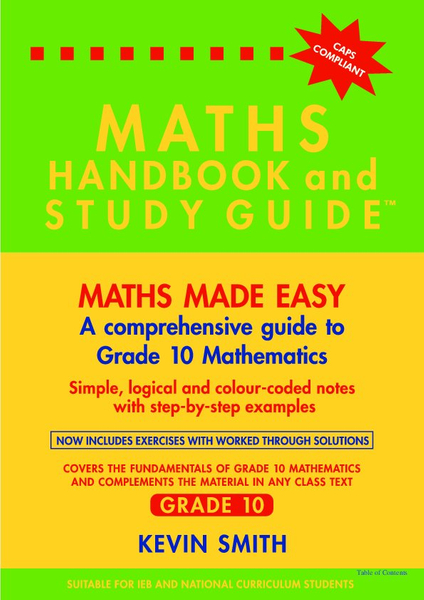 CAPS
COMPLIANT
MATHS
HANDBOOK and
STUDY GUIDE™
MATHS MADE EASY
A comprehensive guide to
Grade 10 Mathematics
Simple, logical and colour-coded notes
with step-by-step examples
NOW INCLUDES EXERCISES WITH WORKED THROUGH SOLUTIONS
COVERS THE FUNDAMENTALS OF GRADE 10 MATHEMATICS
AND COMPLEMENTS THE MATERIAL IN ANY CLASS TEXT
GRADE 10
KEVIN SMITH
Table of Contents
SUITABLE FOR IEB AND NATIONAL CURRICULUM STUDENTS